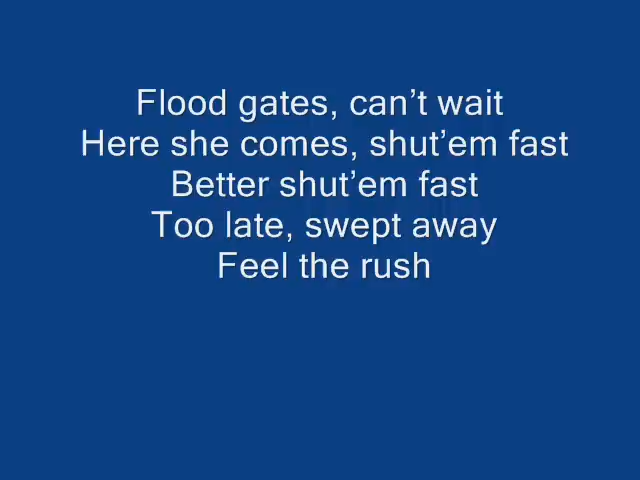 Flood gates, can’t wait
Here she comes, shut’em fast
Better shut’em fast
Too late, swept away
Feel the rush